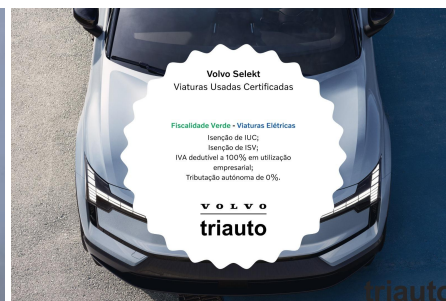 Volvo Selekt
Viaturas Usadas Certificadas
Fiscalidade Verde - Viaturas Elétricas
Isenção de IUC;
Isenção de ISV;
IVA dedutível a 100% em utilização
empresarial;
Tributação autónoma de 0%.
VOLVO
triauto
triauto